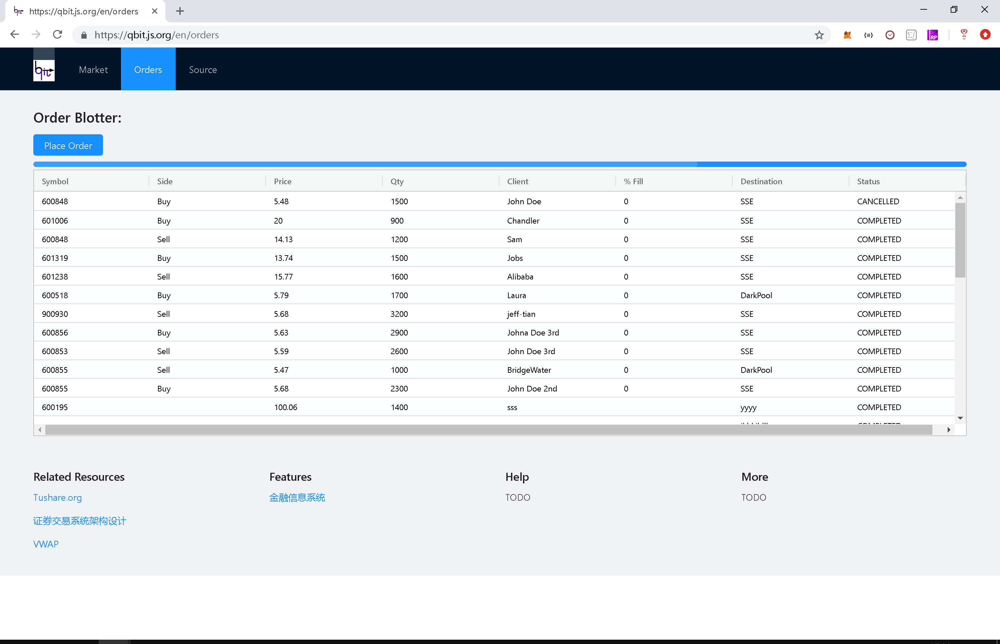 https://qbit.js.org/en/orders
https://qbit.js.org/en/orders
Market Orders Source
Order Blotter:
Place Order
Symbol Side Price Qty Client % Fill Destination Status
600848 Buy 5.48 1500 John Doe 0 SSE CANCELLED
601006 Buy 20 900 Chandler 0 SSE COMPLETED
600848 Sell 14.13 1200 Sam 0 SSE COMPLETED
601319 Buy 13.74 1500 Jobs 0 SSE COMPLETED
601238 Sell 15.77 1600 Alibaba 0 SSE COMPLETED
600518 Buy 5.79 1700 Laura 0 DarkPool COMPLETED
900930 Sell 5.68 3200 jeff-tian 0 SSE COMPLETED
600856 Buy 5.63 2900 Johna Doe 3rd 0 SSE COMPLETED
600853 Sell 5.59 2600 John Doe 3rd 0 SSE COMPLETED
600855 Sell 5.47 1000 BridgeWater 0 DarkPool COMPLETED
600855 Buy 5.68 2300 John Doe 2nd 0 SSE COMPLETED
600195 100.06 1400 sss yyyy COMPLETED
Related Resources Features Help More
Tushare.org 金融信息系统 TODO TODO
证券交易系统架构设计
VWAP